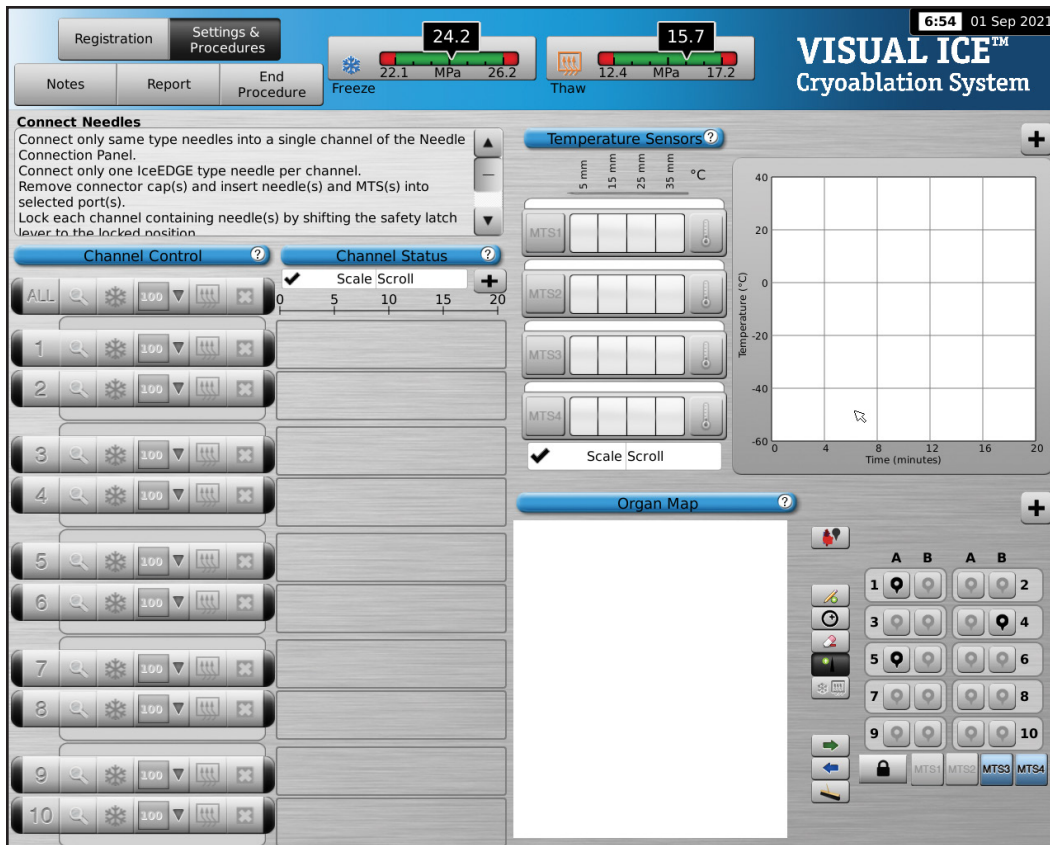 6:54 01 Sep 2021
Registration
Settings &
Procedures
Notes
Report
End
Procedure
24.2
22.1 MPa 26.2
Freeze
15.7
12.4 MPa 17.2
Thaw
VISUAL ICE™
Cryoablation System
Connect Needles
Connect only same type needles into a single channel of the Needle
Connection Panel.
Connect only one IceEDGE type needle per channel.
Remove connector cap(s) and insert needle(s) and MTS(s) into
selected port(s).
Lock each channel containing needle(s) by shifting the safety latch
lever to the locked position
Channel Control ?
Channel Status ?
Scale Scroll
0 5 10 15 20
ALL 100
1 100
2 100
3 100
4 100
5 100
6 100
7 100
8 100
9 100
10 100
Temperature Sensors ?
5 mm 15 mm 25 mm 35 mm °C
MTS1
MTS2
MTS3
MTS4
Scale Scroll
40
20
0
-20
-40
-60
Temperature (°C)
0 4 8 12 16 20
Time (minutes)
Organ Map ?
A B A B
1 2
3 4
5 6
7 8
9 10
MTS1 MTS2 MTS3 MTS4